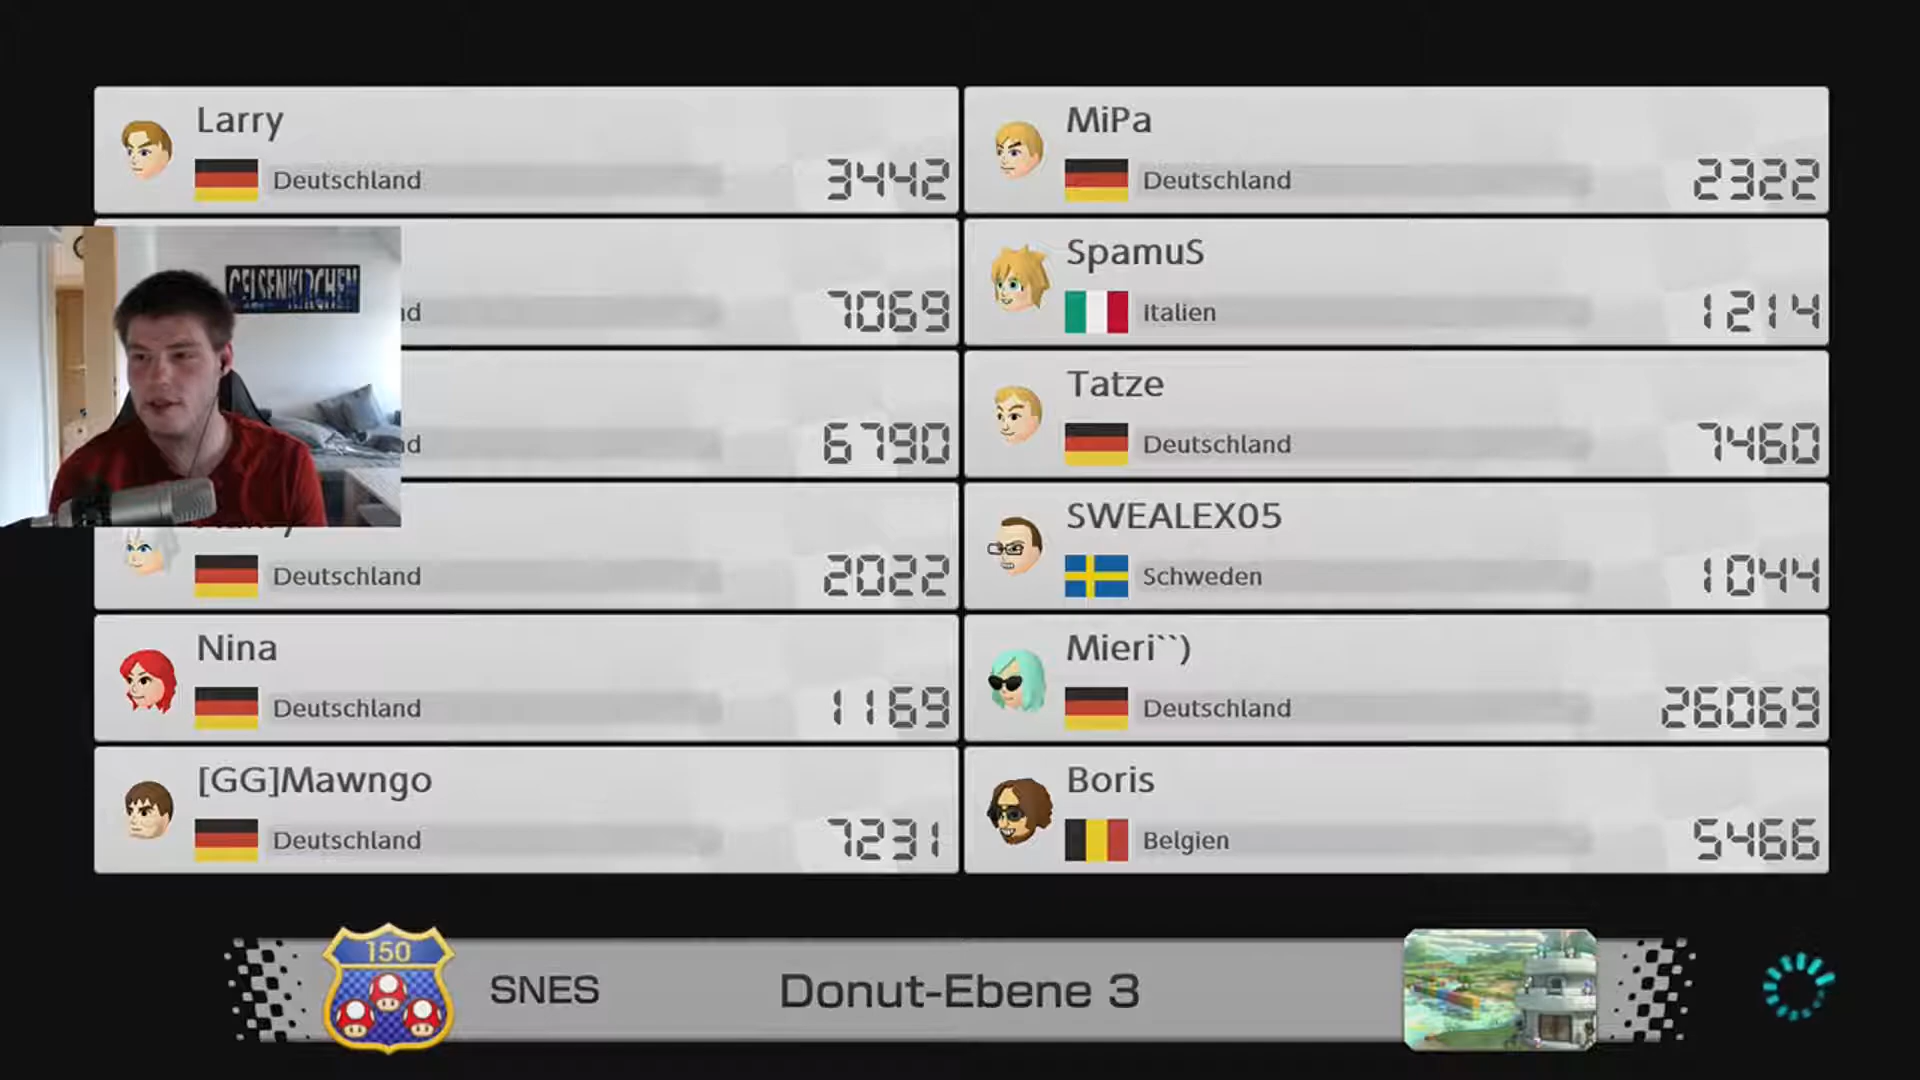 Larry
Deutschland
3442
MiPa
Deutschland
2322
7069
SpamuS
Italien
1214
GELSENKIRCHEN
6790
Tatze
Deutschland
7460
Deutschland
2022
SWEALEX05
Schweden
1044
Nina
Deutschland
1169
Mieri``)
Deutschland
26069
[GG]Mawngo
Deutschland
7231
Boris
Belgien
5466
150
SNES
Donut-Ebene 3